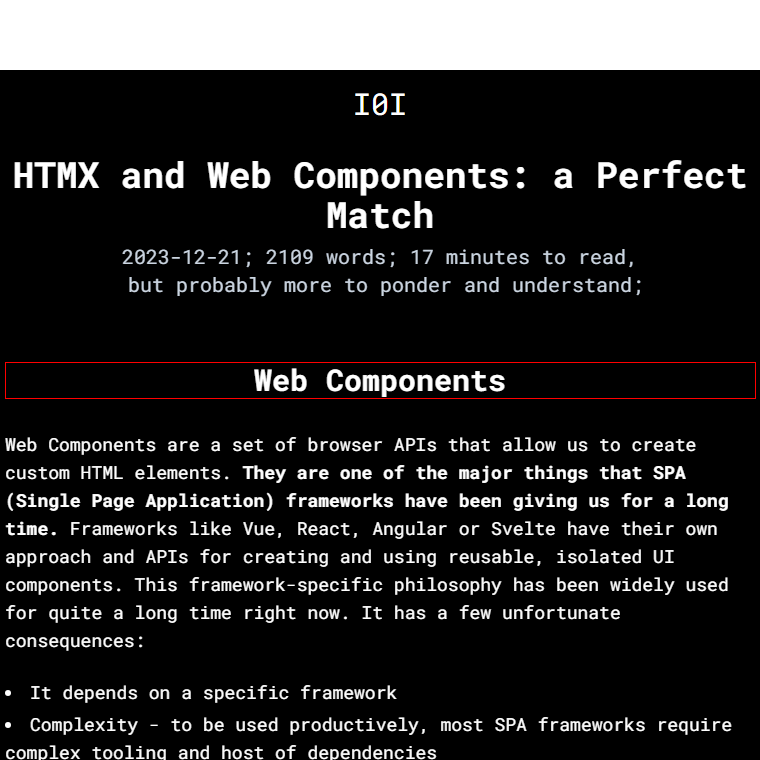 I0I
HTMX and Web Components: a Perfect
Match
2023-12-21; 2109 words; 17 minutes to read,
but probably more to ponder and understand;
Web Components
Web Components are a set of browser APIs that allow us to create
custom HTML elements. They are one of the major things that SPA
(Single Page Application) frameworks have been giving us for a long
time. Frameworks like Vue, React, Angular or Svelte have their own
approach and APIs for creating and using reusable, isolated UI
components. This framework-specific philosophy has been widely used
for quite a long time right now. It has a few unfortunate
consequences:
• It depends on a specific framework
• Complexity - to be used productively, most SPA frameworks require
complex tooling and host of dependencies